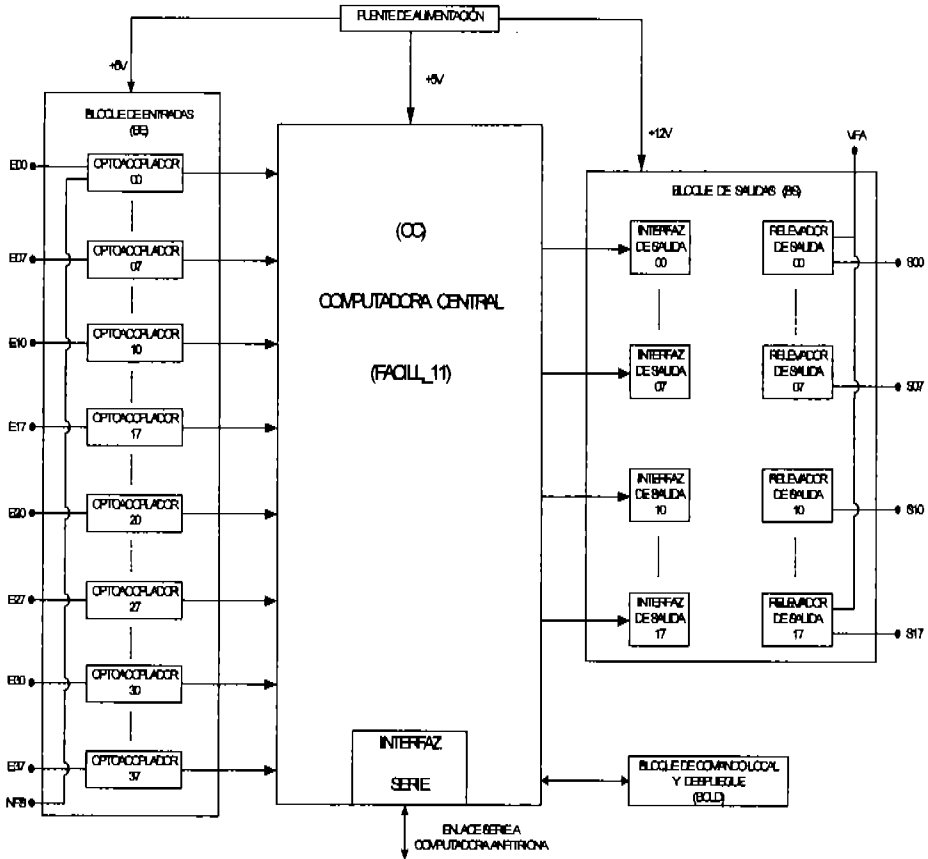 FUENTE DE ALIMENTACIÓN
+5V
+5V
+12V
VFA
BLOQUE DE ENTRADAS
(BE)
E00
OPTOACOPLADOR
00
E07
OPTOACOPLADOR
07
E10
OPTOACOPLADOR
10
E17
OPTOACOPLADOR
17
E20
OPTOACOPLADOR
20
E27
OPTOACOPLADOR
27
E30
OPTOACOPLADOR
30
E37
OPTOACOPLADOR
37
(CC)
COMPUTADORA CENTRAL
(FACILL_11)
INTERFAZ
SERIE
ENLACE SERIE A
COMPUTADORA ANFITRIONA
BLOQUE DE SALIDAS (BS)
INTERFAZ
DE SALIDA
00
RELEVADOR
DE SALIDA
00
S00
INTERFAZ
DE SALIDA
07
RELEVADOR
DE SALIDA
07
S07
INTERFAZ
DE SALIDA
10
RELEVADOR
DE SALIDA
10
S10
INTERFAZ
DE SALIDA
17
RELEVADOR
DE SALIDA
17
S17
BLOQUE DE COMANDO LOCAL
Y DESPLIEGUE
(BCLD)